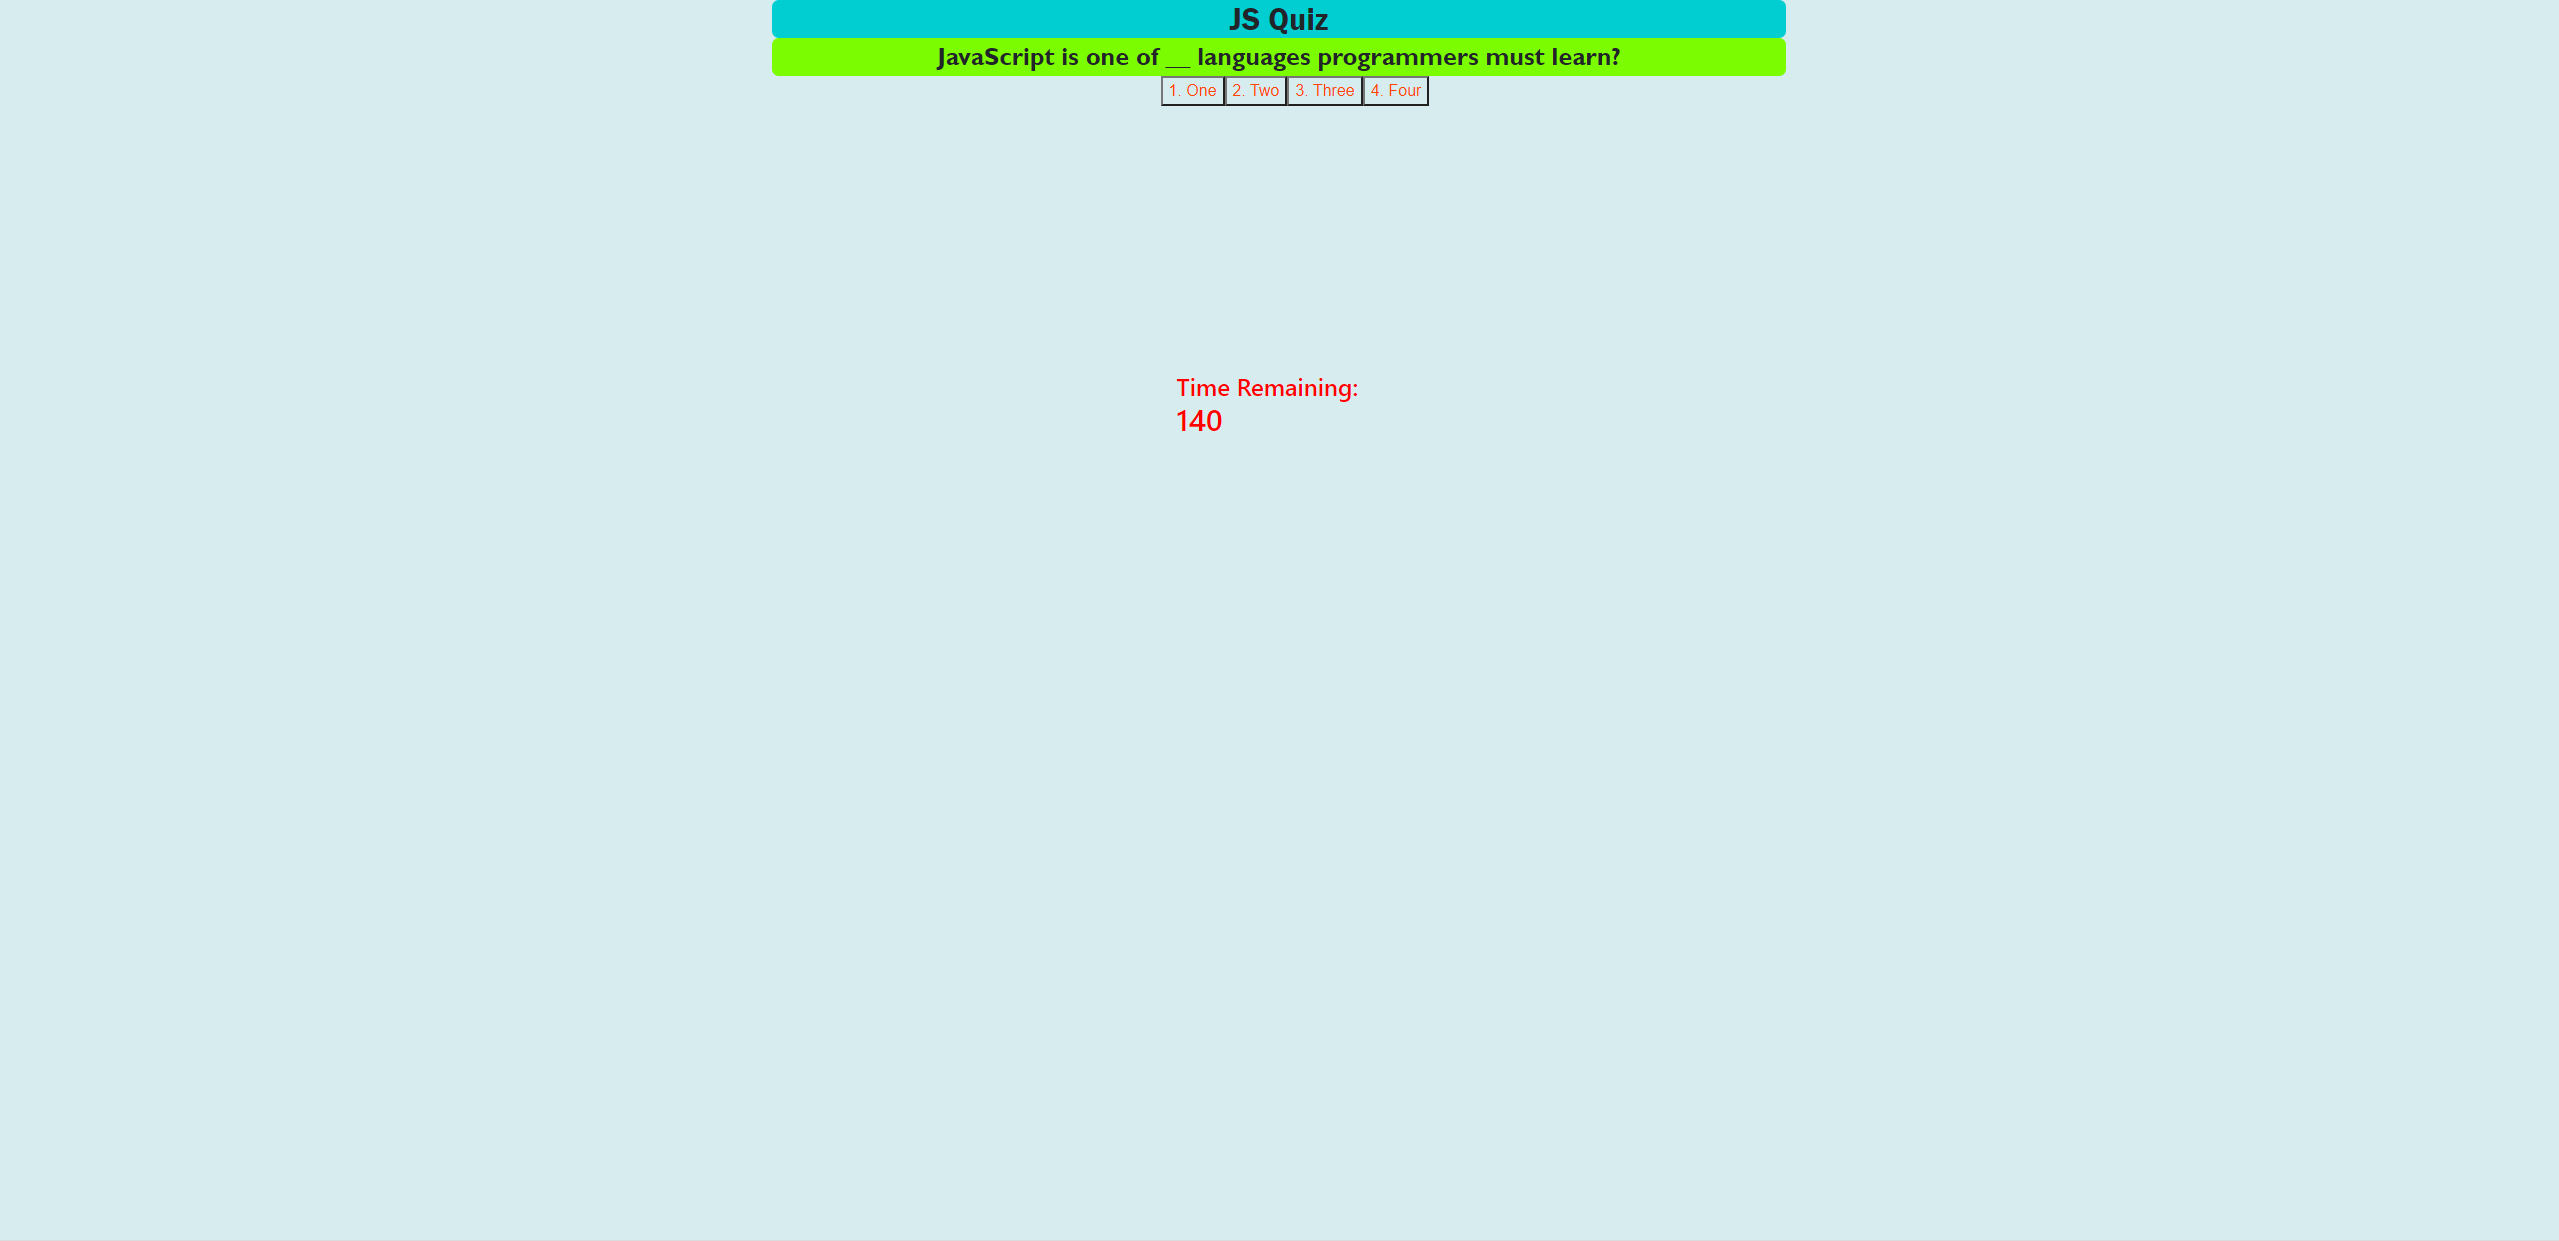 JS Quiz
JavaScript is one of __ languages programmers must learn?
1. One 2. Two 3. Three 4. Four
Time Remaining:
140